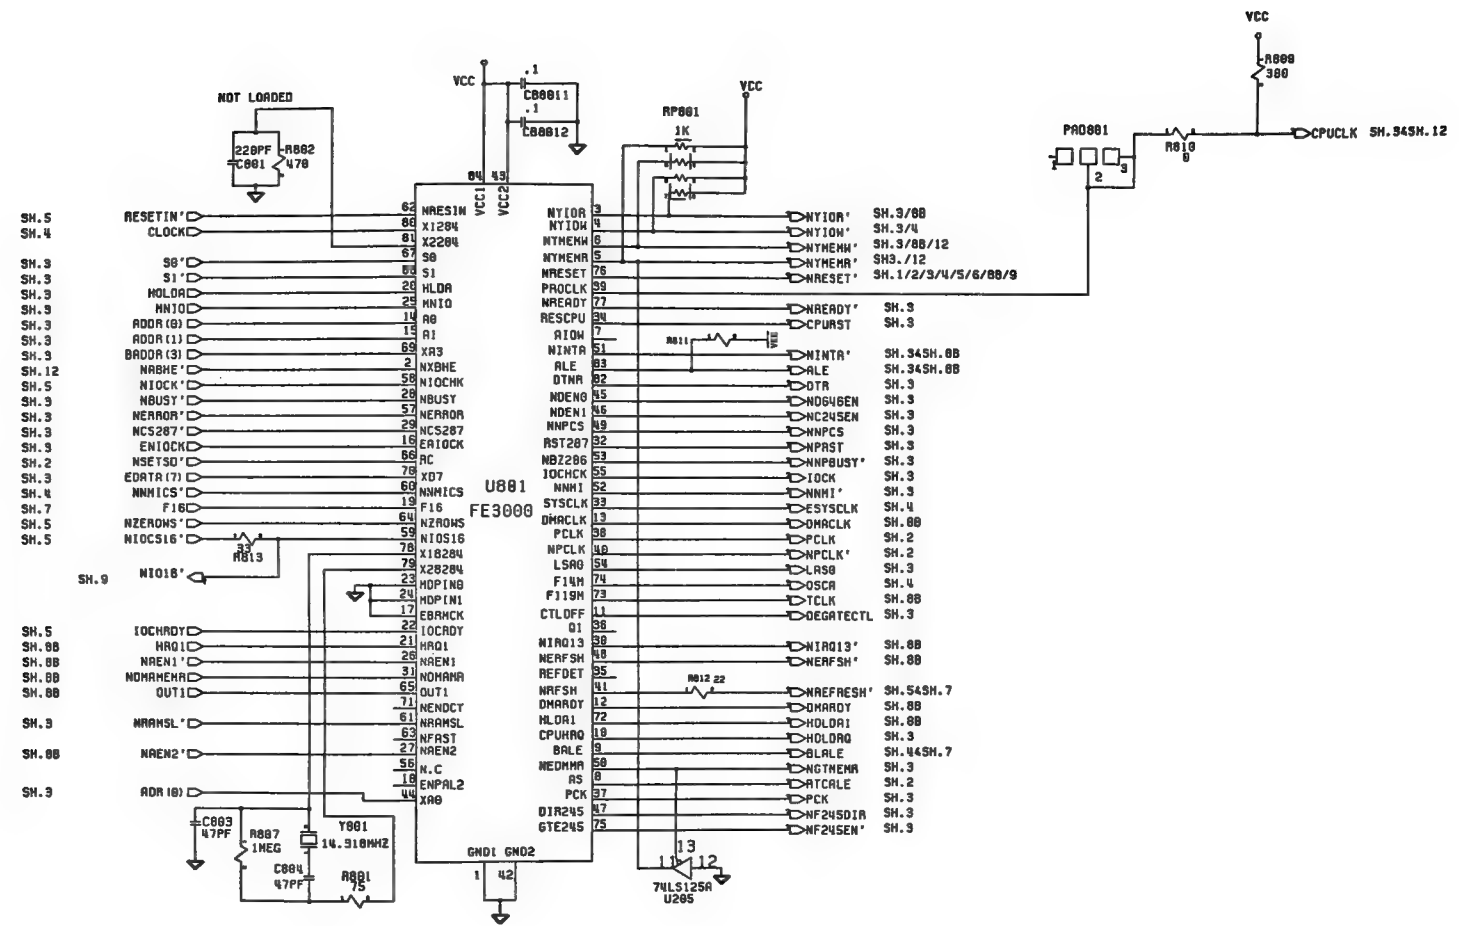 VCC
R809
300
VCC
.1
CB8011
.1
CB8012
VCC
RP801
1K
NOT LOADED
220PF
C801
R802
470
PAD801
1
2
3
R810
0
CPUCLK SH.3&SH.12
84 43
VCC1 VCC2
SH.5 RESETIN' 62 NRESIN
SH.4 CLOCK 80 X1284
81 X2284
SH.3 S0' 67 S0
SH.3 S1' S1
SH.3 HOLDA 20 HLDA
SH.3 MNIO 25 MNIO
SH.3 ADDR(0) 14 A0
SH.3 ADDR(1) 15 A1
SH.3 BADDR(3) 69 XA3
SH.12 NABHE' 2 NXBHE
SH.5 NIOCK' 58 NIOCHK
SH.3 NBUSY' 28 NBUSY
SH.3 NERROR' 57 NERROR
SH.3 NCS287' 29 NCS287
SH.3 ENIOCK 16 EAIOCK
SH.2 NSETSD' 66 RC
SH.3 EDATA(7) 70 XD7
SH.4 NNMICS' 60 NNMICS
SH.7 F16 19 F16
SH.5 NZEROWS' 64 NZROWS
SH.5 NIOCS16' 59 NIOS16
33
R813
78 X18284
79 X28284
SH.9 NIO16'
23 MDPIN0
24 MDPIN1
17 EBRMCK
SH.5 IOCHRDY 22 IOCRDY
SH.8B HRQ1 21 HRQ1
SH.8B NAEN1' 26 NAEN1
SH.8B NDMAMEMR 31 NDMAMR
SH.8B OUT1 65 OUT1
71 NENDCY
SH.3 NRAMSL' 61 NRAMSL
63 NFAST
SH.8B NAEN2' 27 NAEN2
56 N.C
18 ENPAL2
SH.3 ADR(0) 44 XA0
U801
FE3000
NYIOR 3 NYIOR' SH.3/8B
NYIOW 4 NYIOW' SH.3/4
NYMEMW 6 NYMEMW' SH.3/8B/12
NYMEMR 5 NYMEMR' SH3./12
NRESET 76 NRESET' SH.1/2/3/4/5/6/8B/9
PROCLK 39
NREADY 77 NREADY' SH.3
RESCPU 34 CPURST SH.3
AIOW 7
R811
VEE
NINTA 51 NINTA' SH.3&SH.8B
ALE 83 ALE SH.3&SH.8B
DTNR 82 DTR SH.3
NDEN0 45 ND646EN SH.3
NDEN1 46 NC245EN SH.3
NNPCS 49 NNPCS SH.3
RST287 32 NPRST SH.3
NBZ286 53 NNPBUSY' SH.3
IOCHCK 55 IOCK SH.3
NNMI 52 NNMI' SH.3
SYSCLK 33 ESYSCLK SH.4
DMACLK 13 DMACLK SH.8B
PCLK 38 PCLK SH.2
NPCLK 40 NPCLK' SH.2
LSA0 54 LAS0 SH.3
F14M 74 OSCA SH.4
F119M 73 TCLK SH.8B
CTLOFF 11 DEGATECTL SH.3
Q1 36
NIRQ13 30 NIRQ13' SH.8B
NERFSH 48 NERFSH' SH.8B
REFDET 35
R812 22
NRFSH 41 NREFRESH' SH.5&SH.7
DMARDY 12 DMARDY SH.8B
HLDA1 72 HOLDA1 SH.8B
CPUHRQ 10 HOLDRQ SH.3
BALE 9 BLALE SH.4&SH.7
NEDMMR 50 NGTMEMR SH.3
AS 8 RTCALE SH.2
PCK 37 PCK SH.3
DIR245 47 NF245DIR SH.3
GTE245 75 NF245EN' SH.3
C803
47PF
R807
1MEG
Y801
14.318MHZ
C804
47PF
R801
75
GND1 GND2
1 42
13
11 12
74LS125A
U205